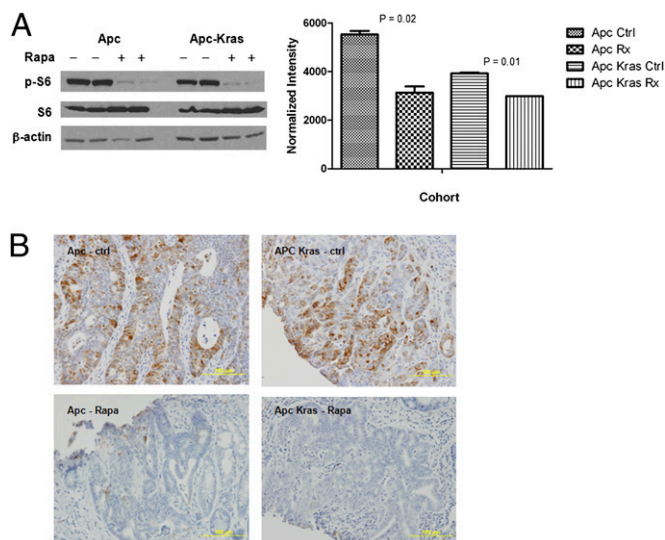 A
Apc Apc-Kras
Rapa – – + + – – + +
p-S6
S6
β-actin
Normalized Intensity
6000
4000
2000
0
P = 0.02
P = 0.01
Cohort
Apc Ctrl
Apc Rx
Apc Kras Ctrl
Apc Kras Rx
B
Apc - ctrl
APC Kras - ctrl
Apc - Rapa
Apc Kras - Rapa